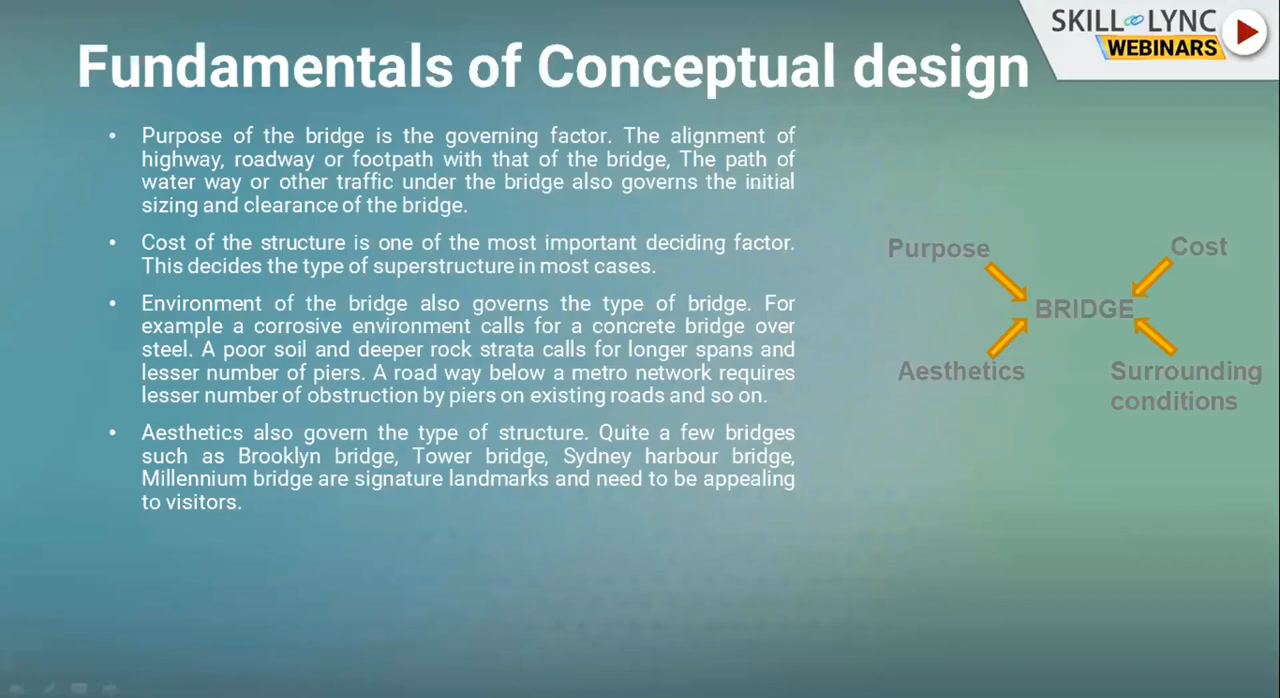 SKILL LYNC
WEBINARS
Fundamentals of Conceptual design
• Purpose of the bridge is the governing factor. The alignment of
highway, roadway or footpath with that of the bridge, The path of
water way or other traffic under the bridge also governs the initial
sizing and clearance of the bridge.
• Cost of the structure is one of the most important deciding factor.
This decides the type of superstructure in most cases.
• Environment of the bridge also governs the type of bridge. For
example a corrosive environment calls for a concrete bridge over
steel. A poor soil and deeper rock strata calls for longer spans and
lesser number of piers. A road way below a metro network requires
lesser number of obstruction by piers on existing roads and so on.
• Aesthetics also govern the type of structure. Quite a few bridges
such as Brooklyn bridge, Tower bridge, Sydney harbour bridge,
Millennium bridge are signature landmarks and need to be appealing
to visitors.
Purpose
Cost
BRIDGE
Aesthetics
Surrounding
conditions